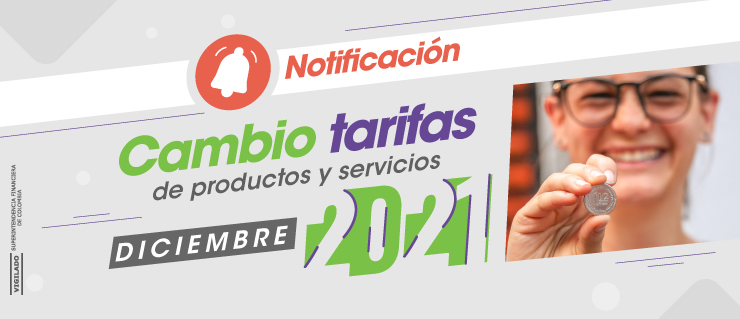 Notificación
Cambio tarifas
de productos y servicios
DICIEMBRE 2021
VIGILADO
SUPERINTENDENCIA FINANCIERA
DE COLOMBIA